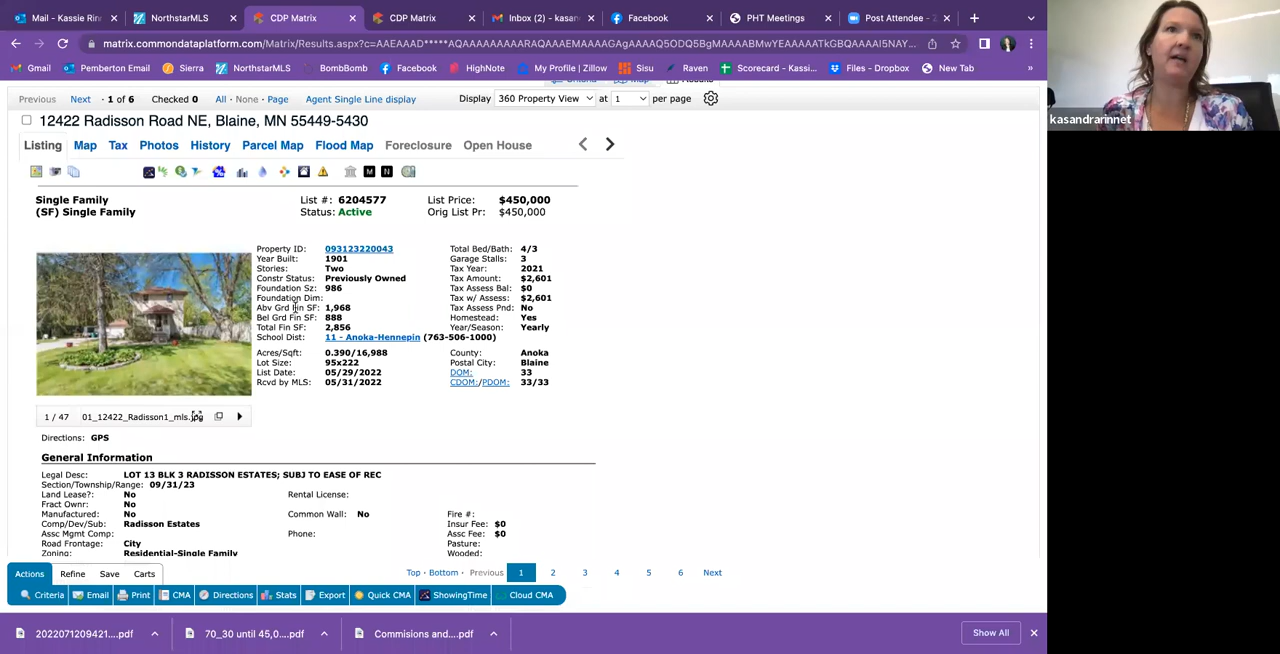 Mail - Kassie Rin
NorthstarMLS
CDP Matrix
CDP Matrix
Inbox (2) - kasan
Facebook
PHT Meetings
Post Attendee - Z
matrix.commondataplatform.com/Matrix/Results.aspx?c=AAEAAAD*****AQAAAAAAAAARAQAAAEMAAAAGAgAAAAQ5ODQ5BgMAAAABMwYEAAAAATkGBQAAAAI5NAY...
Gmail
Pemberton Email
Sierra
NorthstarMLS
BombBomb
Facebook
HighNote
My Profile | Zillow
Sisu
Raven
Scorecard - Kassi...
Files - Dropbox
New Tab
»
Previous Next · 1 of 6 Checked 0 All · None · Page Agent Single Line display Display 360 Property View at 1 per page
12422 Radisson Road NE, Blaine, MN 55449-5430
Listing Map Tax Photos History Parcel Map Flood Map Foreclosure Open House
Single Family List #: 6204577 List Price: $450,000
(SF) Single Family Status: Active Orig List Pr: $450,000
Property ID: 093123220043 Total Bed/Bath: 4/3
Year Built: 1901 Garage Stalls: 3
Stories: Two Tax Year: 2021
Constr Status: Previously Owned Tax Amount: $2,601
Foundation Sz: 986 Tax Assess Bal: $0
Foundation Dim: Tax w/ Assess: $2,601
Abv Grd Fin SF: 1,968 Tax Assess Pnd: No
Bel Grd Fin SF: 888 Homestead: Yes
Total Fin SF: 2,856 Year/Season: Yearly
School Dist: 11 - Anoka-Hennepin (763-506-1000)
Acres/Sqft: 0.390/16,988 County: Anoka
Lot Size: 95x222 Postal City: Blaine
List Date: 05/29/2022 DOM: 33
Rcvd by MLS: 05/31/2022 CDOM:/PDOM: 33/33
1 / 47 01_12422_Radisson1_mls.jpg
Directions: GPS
General Information
Legal Desc: LOT 13 BLK 3 RADISSON ESTATES; SUBJ TO EASE OF REC
Section/Township/Range: 09/31/23
Land Lease?: No Rental License:
Fract Ownr: No
Manufactured: No Common Wall: No Fire #:
Comp/Dev/Sub: Radisson Estates Insur Fee: $0
Assc Mgmt Comp: Phone: Assc Fee: $0
Road Frontage: City Pasture:
Zoning: Residential-Single Family Wooded:
Actions Refine Save Carts Top · Bottom · Previous 1 2 3 4 5 6 Next
Criteria Email Print CMA Directions Stats Export Quick CMA ShowingTime Cloud CMA
2022071209421....pdf
70_30 until 45,0....pdf
Commisions and....pdf
Show All
kasandrarinnet
M
N